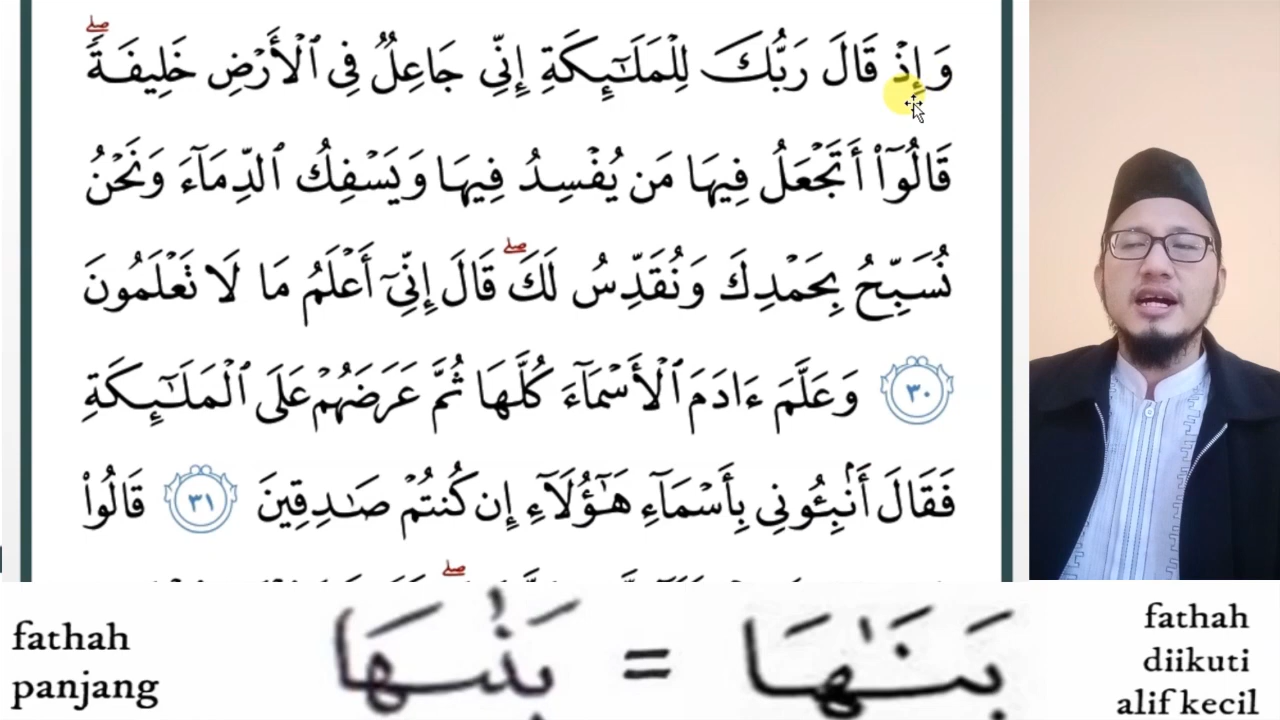 وَإِذْ قَالَ رَبُّكَ لِلْمَلَـٰٓئِكَةِ إِنِّى جَاعِلٌ فِى ٱلْأَرْضِ خَلِيفَةً ۖ
قَالُوٓا۟ أَتَجْعَلُ فِيهَا مَن يُفْسِدُ فِيهَا وَيَسْفِكُ ٱلدِّمَآءَ وَنَحْنُ
نُسَبِّحُ بِحَمْدِكَ وَنُقَدِّسُ لَكَ ۖ قَالَ إِنِّىٓ أَعْلَمُ مَا لَا تَعْلَمُونَ
٣٠ وَعَلَّمَ ءَادَمَ ٱلْأَسْمَآءَ كُلَّهَا ثُمَّ عَرَضَهُمْ عَلَى ٱلْمَلَـٰٓئِكَةِ
فَقَالَ أَنۢبِـُٔونِى بِأَسْمَآءِ هَـٰٓؤُلَآءِ إِن كُنتُمْ صَـٰدِقِينَ ٣١ قَالُوا۟
fathah panjang
بَنٰىهَا = بَنَـٰهَا
fathah
diikuti
alif kecil